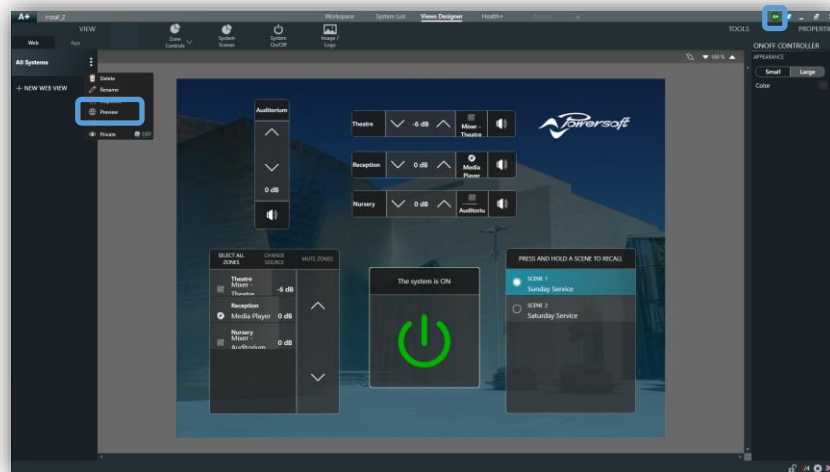 A+ install_2 Workspace System List Views Designer Health+
VIEW TOOLS PROPERTIE
Web App
Zone Controls System Scenes System On/Off Image / Logo
ONOFF CONTROLLER
All Systems 100 % APPEARANCE
Small Large
Delete Color
+ NEW WEB VIEW Rename
Preview
Private
Auditorium
0 dB
Theatre -6 dB Mixer - Theatre
Powersoft
Reception 0 dB Media Player
Nursery 0 dB Auditoriu
SELECT ALL ZONES CHANGE SOURCE MUTE ZONES
Theatre
Mixer - Theatre -6 dB
Reception
Media Player 0 dB
Nursery
Mixer - Auditorium 0 dB
The system is ON
PRESS AND HOLD A SCENE TO RECALL
SCENE 1
Sunday Service
SCENE 2
Saturday Service